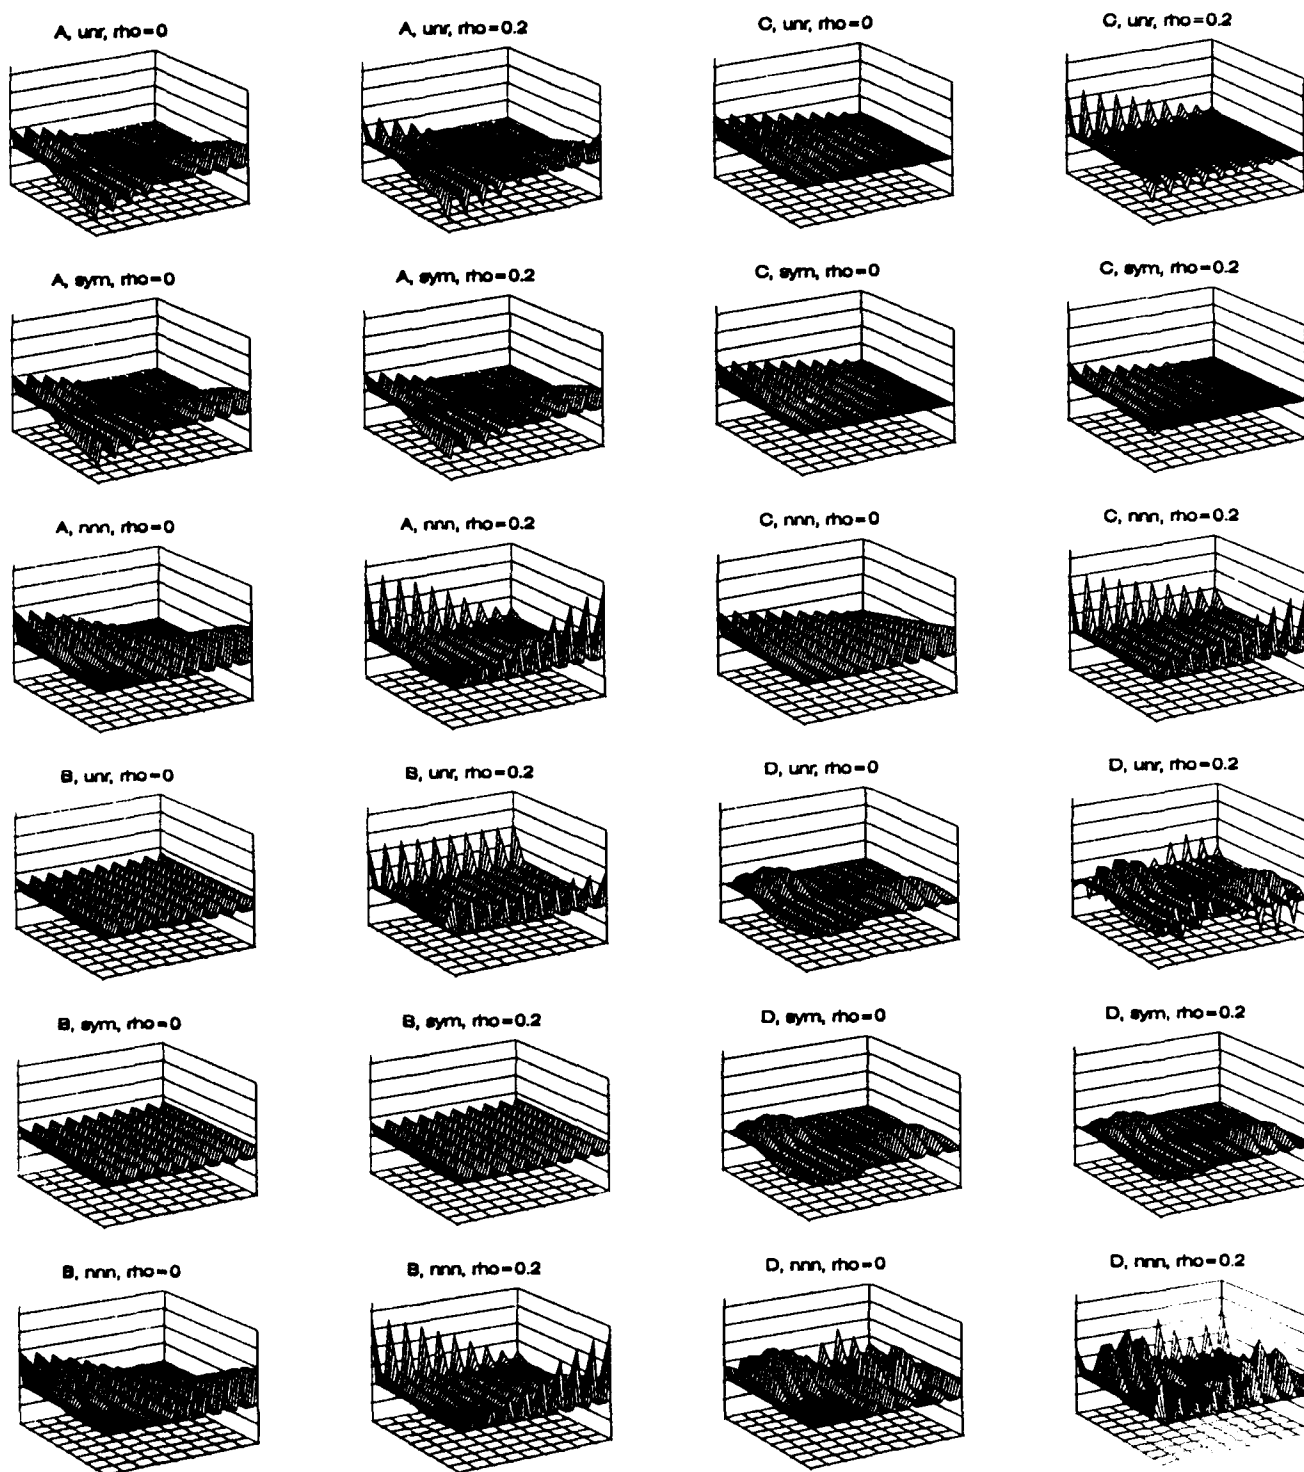 A, unr, rho=0
A, unr, rho=0.2
C, unr, rho=0
C, unr, rho=0.2
A, sym, rho=0
A, sym, rho=0.2
C, sym, rho=0
C, sym, rho=0.2
A, nnn, rho=0
A, nnn, rho=0.2
C, nnn, rho=0
C, nnn, rho=0.2
B, unr, rho=0
B, unr, rho=0.2
D, unr, rho=0
D, unr, rho=0.2
B, sym, rho=0
B, sym, rho=0.2
D, sym, rho=0
D, sym, rho=0.2
B, nnn, rho=0
B, nnn, rho=0.2
D, nnn, rho=0
D, nnn, rho=0.2